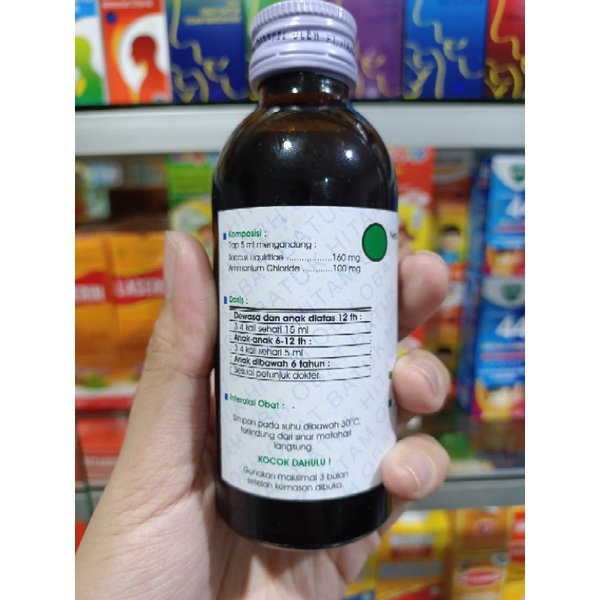 Komposisi :
Tiap 5 ml mengandung :
Succus Liquiritiae ..................160 mg
Ammonium Chloride ...........100 mg
Dosis :
Dewasa dan anak diatas 12 th :
3-4 kali sehari 15 ml
Anak-anak 6-12 th :
3-4 kali sehari 5 ml
Anak dibawah 6 tahun :
Sesuai petunjuk dokter.
Interaksi Obat : -
Simpan pada suhu dibawah 30°C,
terlindung dari sinar matahari
langsung.
KOCOK DAHULU !
Gunakan maksimal 3 bulan
setelah kemasan dibuka.
44